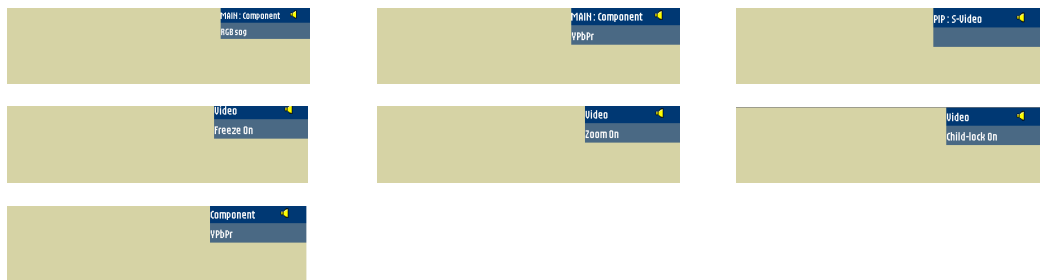 MAIN : Component
RGB sog
MAIN : Component
YPbPr
PIP : S-Video
Video
Freeze On
Video
Zoom On
Video
Child-lock On
Component
YPbPr